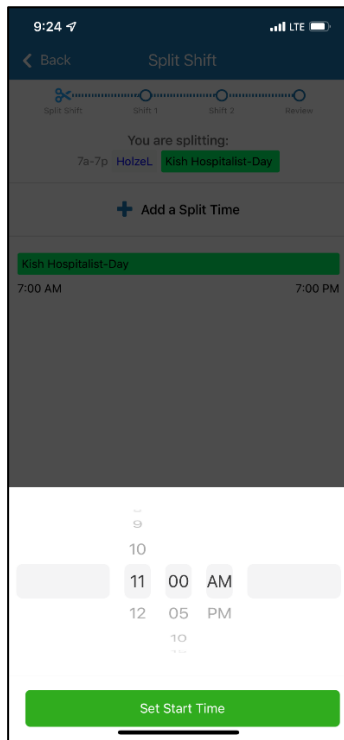 9:24 LTE
Back Split Shift
Split Shift Shift 1 Shift 2 Review
You are splitting:
7a-7p HolzeL Kish Hospitalist-Day
Add a Split Time
Kish Hospitalist-Day
7:00 AM 7:00 PM
9
10
11 00 AM
12 05 PM
10
Set Start Time